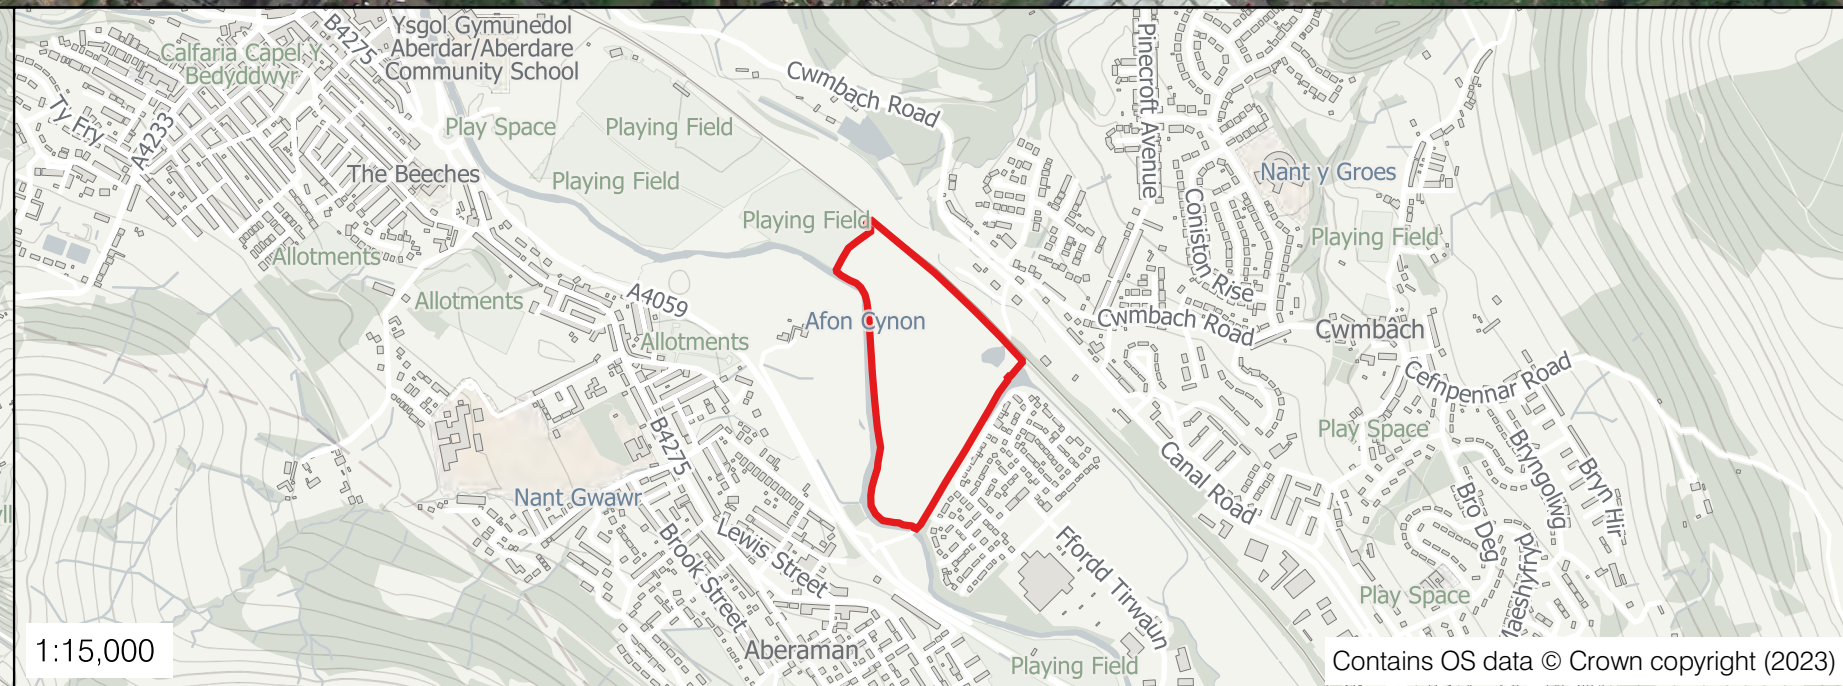 Ysgol Gymunedol
Aberdar/Aberdare
Community School
B4275
Calfaria Capel Y
Bedyddwyr
Ty Fry
A4233
The Beeches
Play Space
Playing Field
Playing Field
Playing Field
Cwmbach Road
Pinecroft Avenue
Coniston Rise
Nant y Groes
Playing Field
Allotments
Allotments
A4059
Allotments
Afon Cynon
Cwmbach Road
Cwmbach
Cefnpennar Road
Play Space
B4275
Nant Gwawr
Lewis Street
Brook Street
Aberaman
Canal Road
Ffordd Tirwaun
Bryngolwg
Bryn Hir
Bro Deg
Maeshyfryd
Play Space
Playing Field
1:15,000
Contains OS data © Crown copyright (2023)